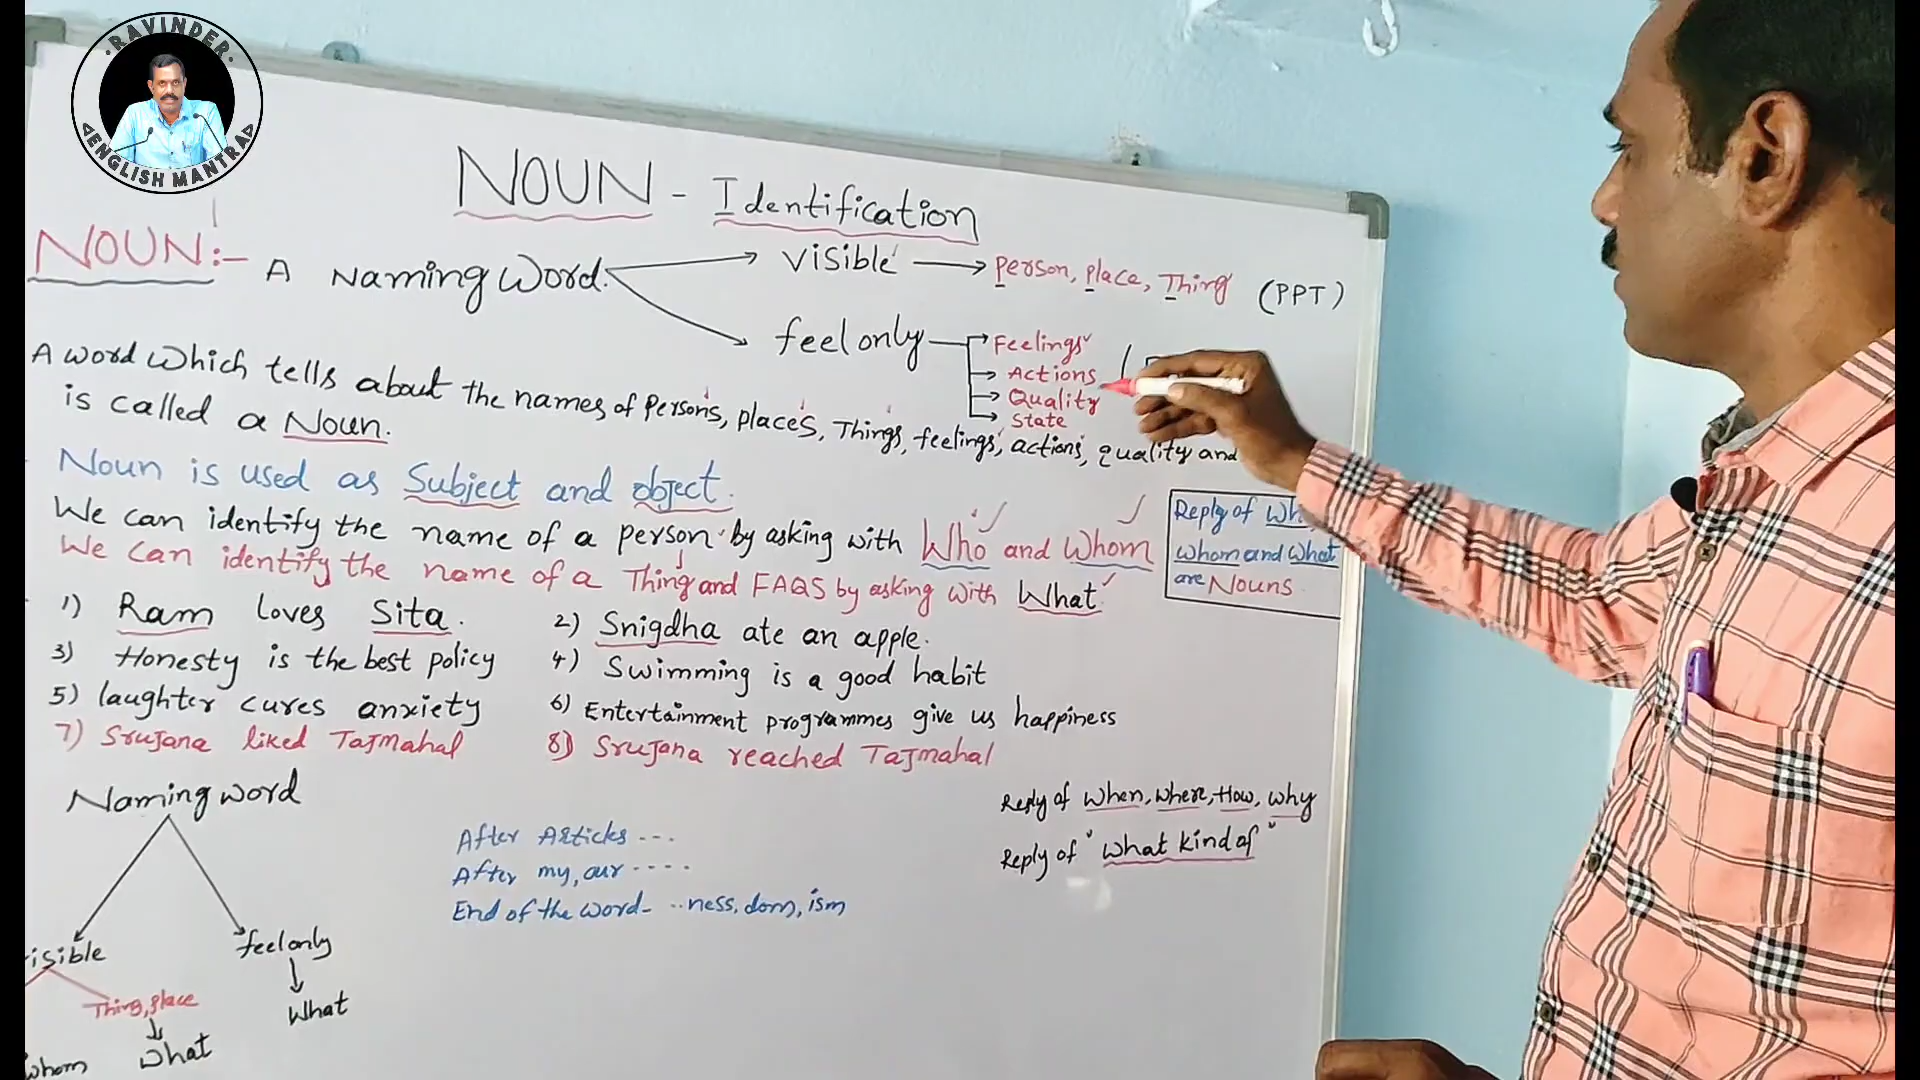 RAVINDER
ENGLISH MANTRA
NOUN - Identification
NOUN:- A Naming Word.
visible → Person, Place, Thing (PPT)
feel only
Feelings
Actions
Quality
State
A word which tells about the names of Persons, places, Things, feelings, actions, quality and
is called a Noun.
Noun is used as Subject and object.
We can identify the name of a person by asking with Who and Whom
We can identify the name of a Thing and FAQS by asking with What
Reply of
whom and what
are Nouns
1) Ram loves Sita.
2) Snigdha ate an apple.
3) Honesty is the best policy
4) Swimming is a good habit
5) laughter cures anxiety
6) Entertainment programmes give us happiness
7) Srujana liked Tajmahal
8) Srujana reached Tajmahal
Naming word
isible
feel only
Thing, place
What
whom
What
After Articles ---
After my, our ----
End of the word- ..ness, dom, ism
Reply of when, where, How, why
Reply of "what kind of"